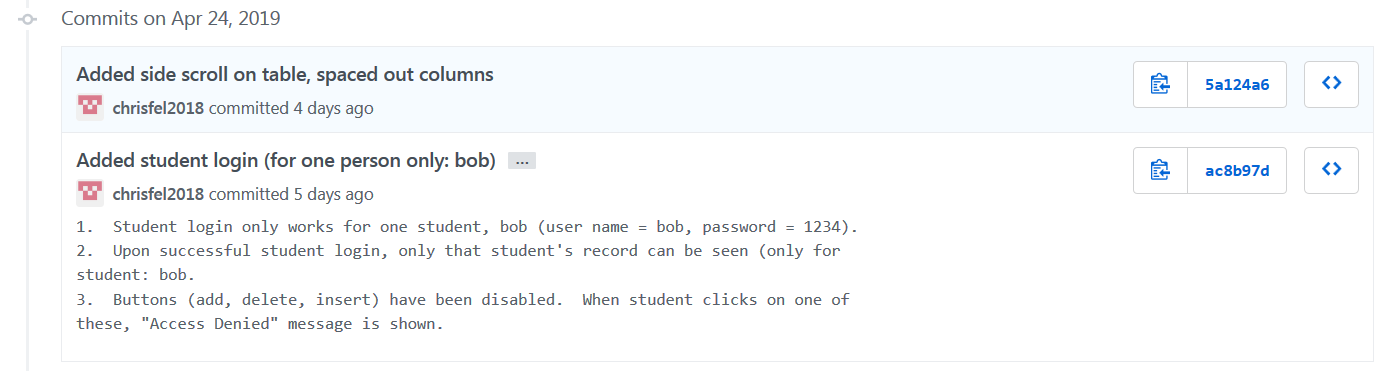 Commits on Apr 24, 2019
Added side scroll on table, spaced out columns
5a124a6
chrisfel2018 committed 4 days ago
Added student login (for one person only: bob) ...
ac8b97d
chrisfel2018 committed 5 days ago
1.  Student login only works for one student, bob (user name = bob, password = 1234).
2.  Upon successful student login, only that student's record can be seen (only for
student: bob.
3.  Buttons (add, delete, insert) have been disabled.  When student clicks on one of
these, "Access Denied" message is shown.